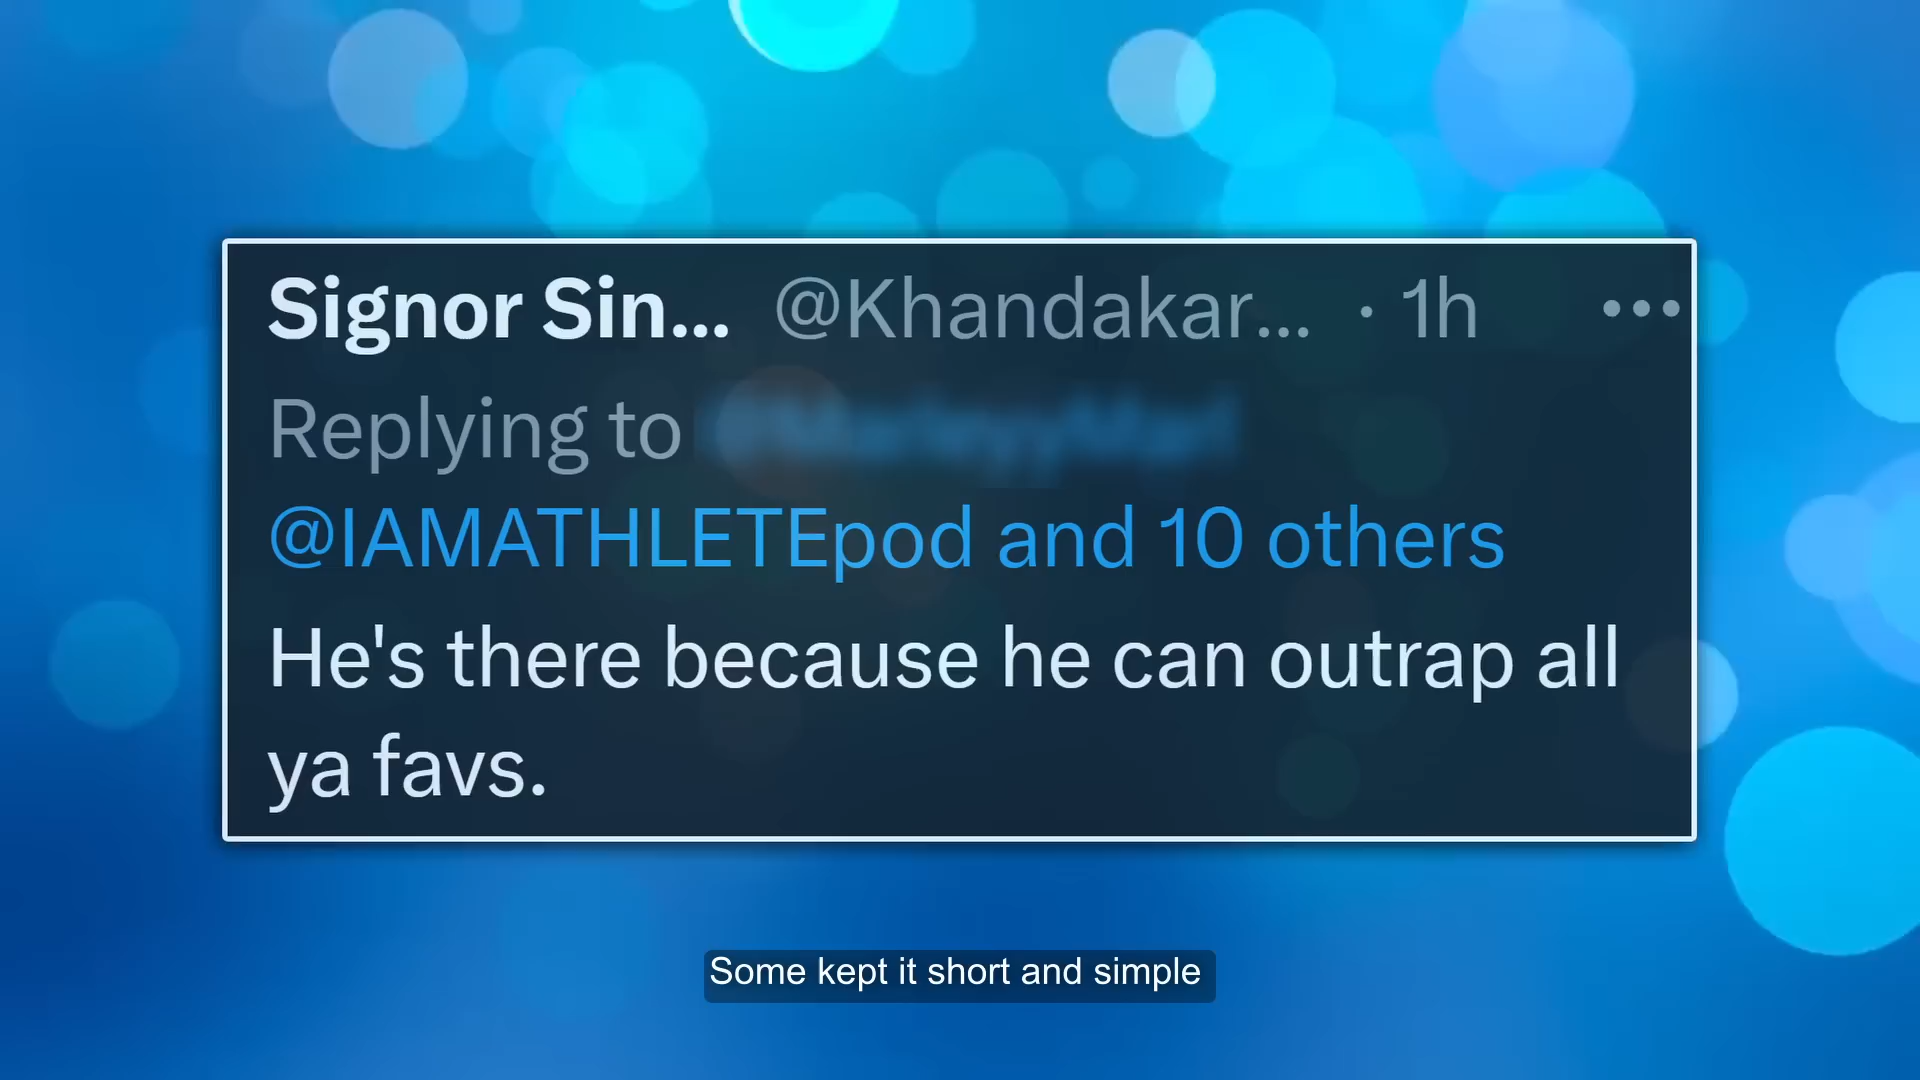 Signor Sin... @Khandakar... · 1h ...
Replying to
@IAMATHLETEpod and 10 others
He's there because he can outrap all
ya favs.
Some kept it short and simple